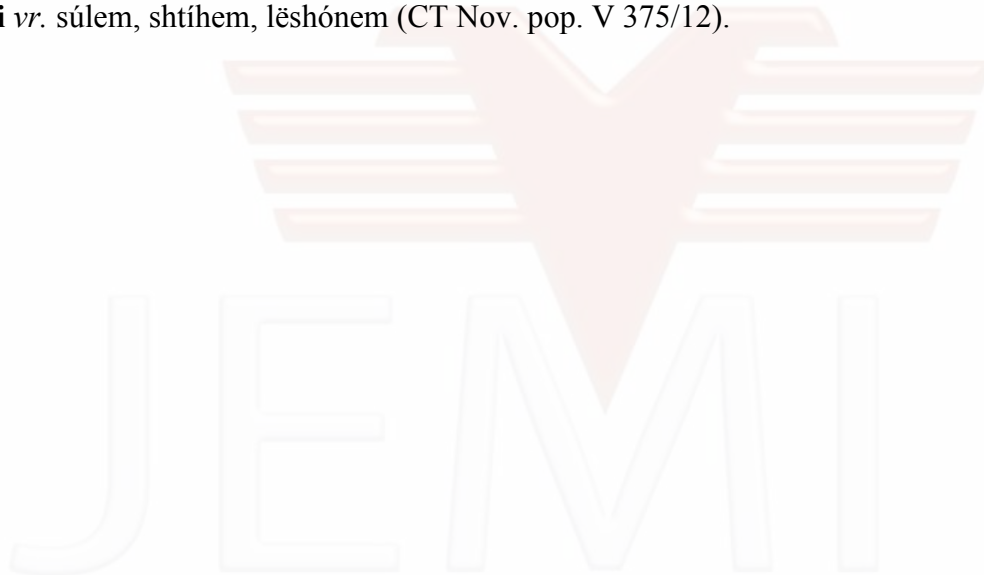 i vr. súlem, shtíhem, lëshónem (CT Nov. pop. V 375/12).
JEMI